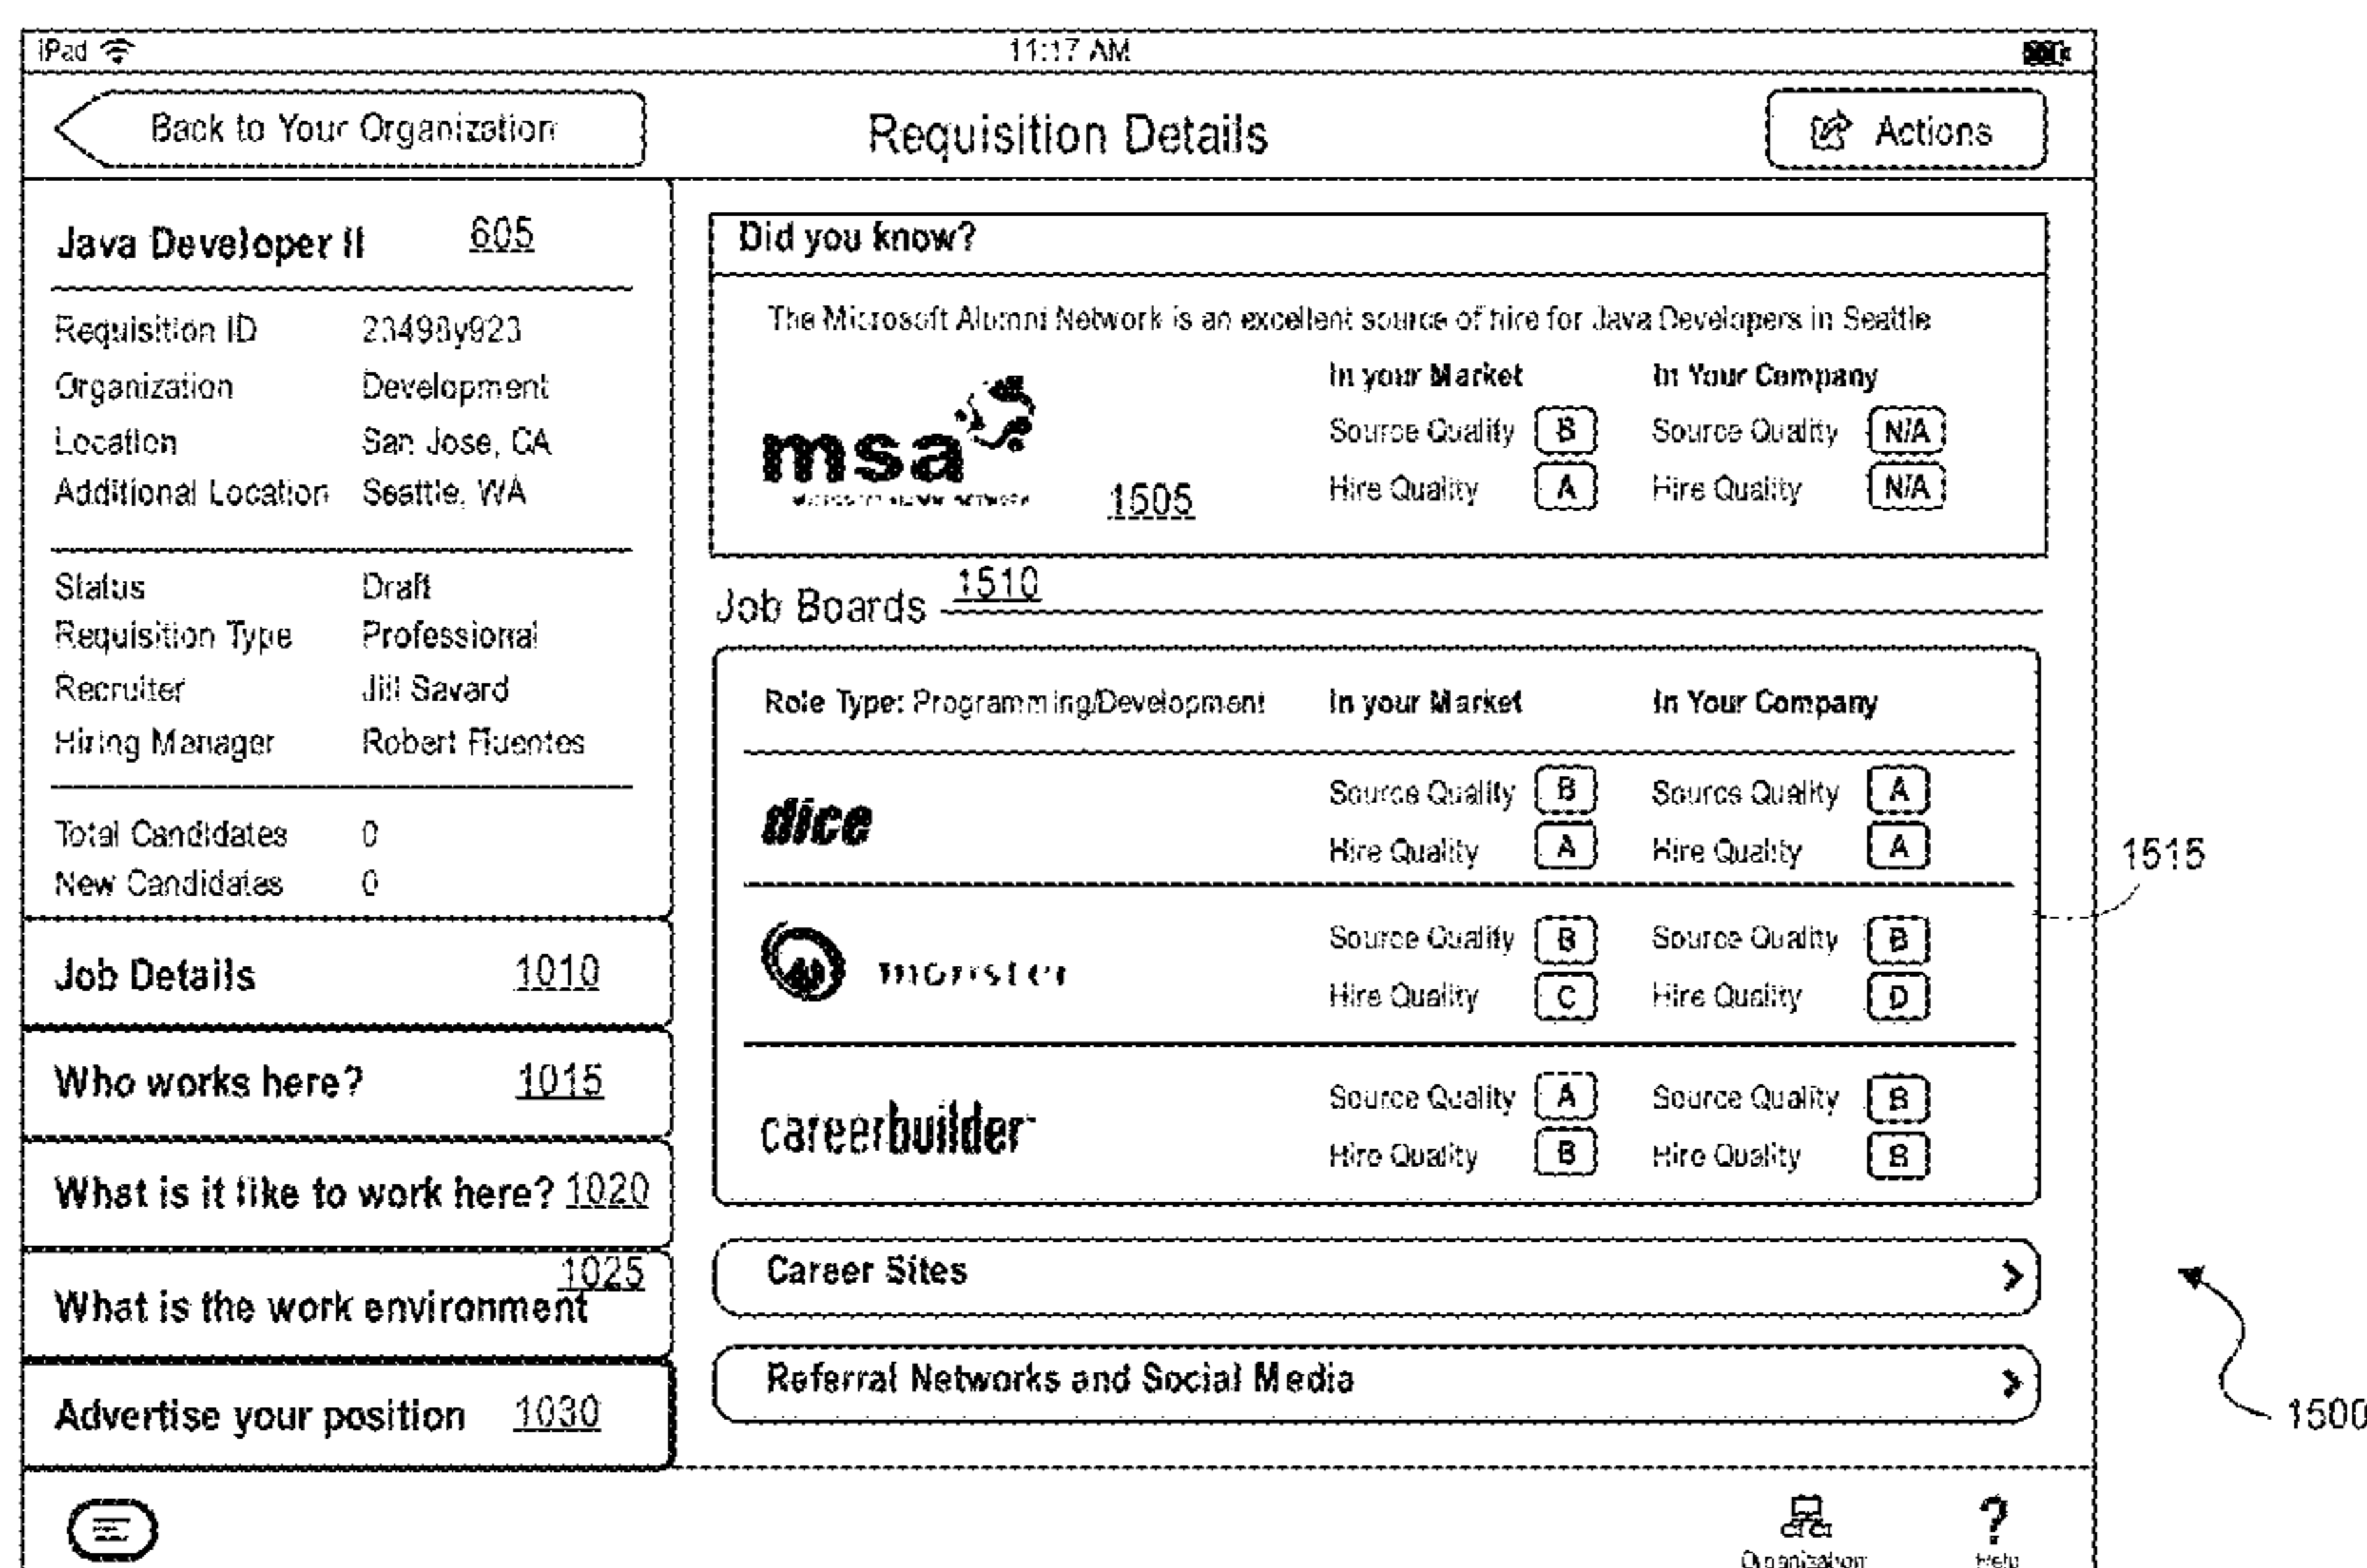 iPad 11:17 AM
Back to Your Organization Requisition Details Actions
Java Developer II 605
Requisition ID 23498y923
Organization Development
Location San Jose, CA
Additional Location Seattle, WA
Status Draft
Requisition Type Professional
Recruiter Jill Savard
Hiring Manager Robert Fluentes
Total Candidates 0
New Candidates 0
Job Details 1010
Who works here? 1015
What is it like to work here? 1020
1025
What is the work environment
Advertise your position 1030
Did you know?
The Microsoft Alumni Network is an excellent source of hire for Java Developers in Seattle
In your Market In Your Company
msa
MICROSOFT ALUMNI NETWORK
1505
Source Quality B Source Quality N/A
Hire Quality A Hire Quality N/A
Job Boards 1510
Role Type: Programming/Development In your Market In Your Company
dice
Source Quality B Source Quality A
Hire Quality A Hire Quality A
1515
monster
Source Quality B Source Quality B
Hire Quality C Hire Quality D
careerbuilder
Source Quality A Source Quality B
Hire Quality B Hire Quality B
Career Sites
Referral Networks and Social Media
1500
Organization Help